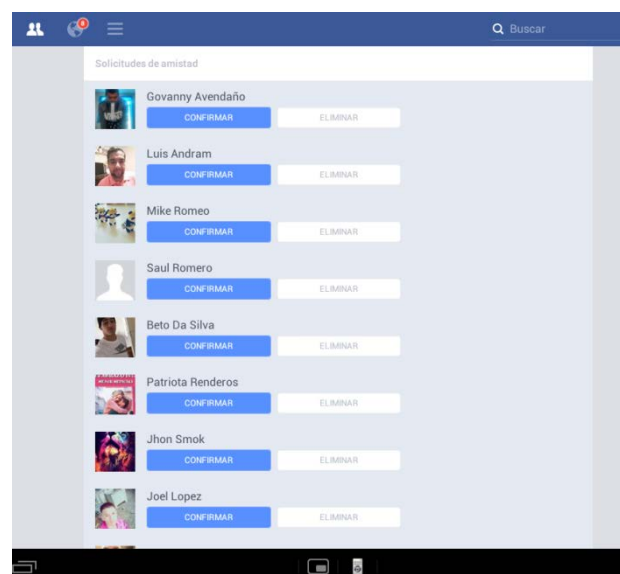 8
Buscar
Solicitudes de amistad
Govanny Avendaño
CONFIRMAR ELIMINAR
Luis Andram
CONFIRMAR ELIMINAR
Mike Romeo
CONFIRMAR ELIMINAR
Saul Romero
CONFIRMAR ELIMINAR
Beto Da Silva
CONFIRMAR ELIMINAR
Patriota Renderos
CONFIRMAR ELIMINAR
Jhon Smok
CONFIRMAR ELIMINAR
Joel Lopez
CONFIRMAR ELIMINAR